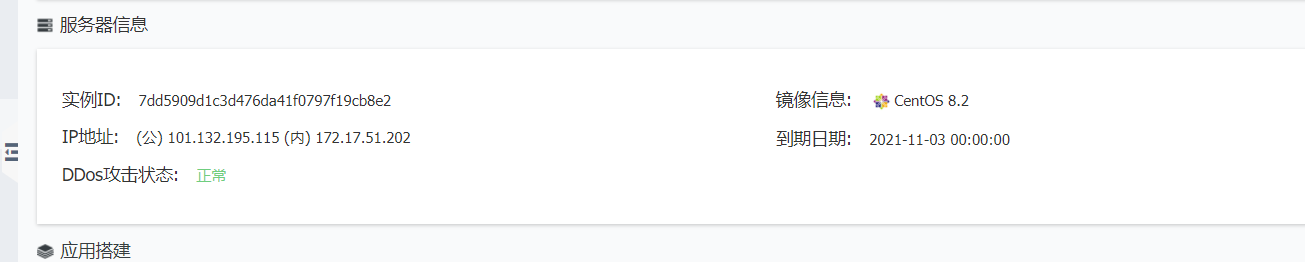 服务器信息
实例ID: 7dd5909d1c3d476da41f0797f19cb8e2
镜像信息: CentOS 8.2
IP地址: (公) 101.132.195.115 (内) 172.17.51.202
到期日期: 2021-11-03 00:00:00
DDos攻击状态: 正常
应用搭建